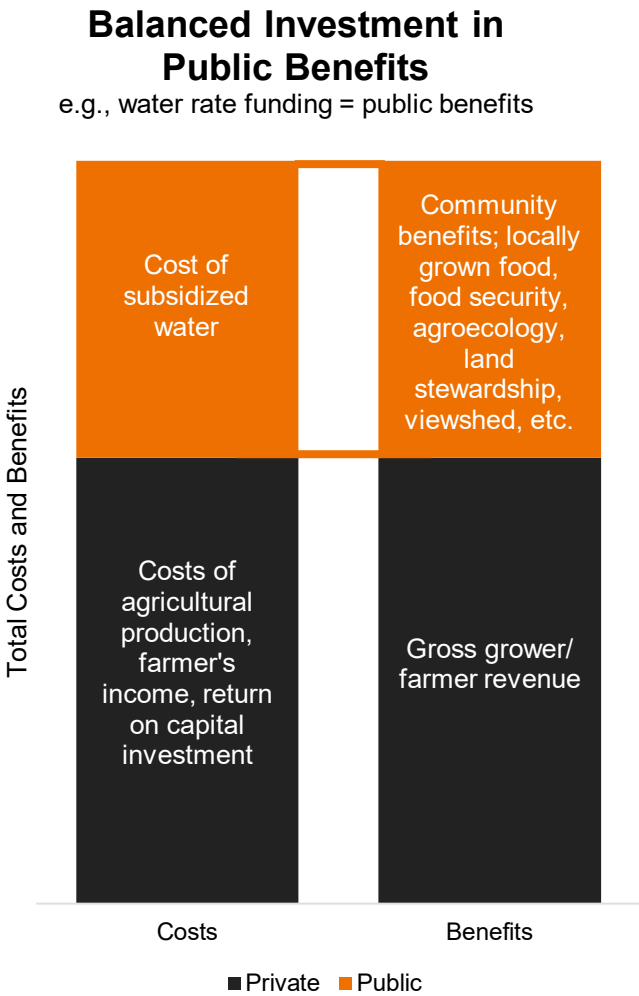 Balanced Investment in
Public Benefits
e.g., water rate funding = public benefits
Total Costs and Benefits
Cost of
subsidized
water
Community
benefits; locally
grown food,
food security,
agroecology,
land
stewardship,
viewshed, etc.
Costs of
agricultural
production,
farmer's
income, return
on capital
investment
Gross grower/
farmer revenue
Costs
Benefits
Private
Public